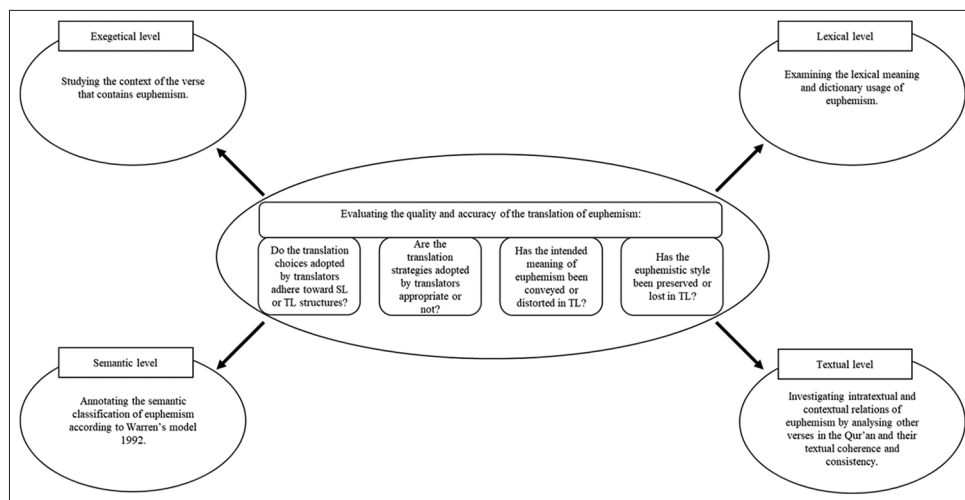 Exegetical level
Studying the context of the verse
that contains euphemism.
Lexical level
Examining the lexical meaning
and dictionary usage of
euphemism.
Evaluating the quality and accuracy of the translation of euphemism:
Do the translation
choices adopted
by translators
adhere toward SL
or TL structures?
Are the
translation
strategies adopted
by translators
appropriate or
not?
Has the intended
meaning of
euphemism been
conveyed or
distorted in TL?
Has the
euphemistic style
been preserved or
lost in TL?
Semantic level
Annotating the semantic
classification of euphemism
according to Warren’s model
1992.
Textual level
Investigating intratextual and
contextual relations of
euphemism by analysing other
verses in the Qur’an and their
textual coherence and
consistency.